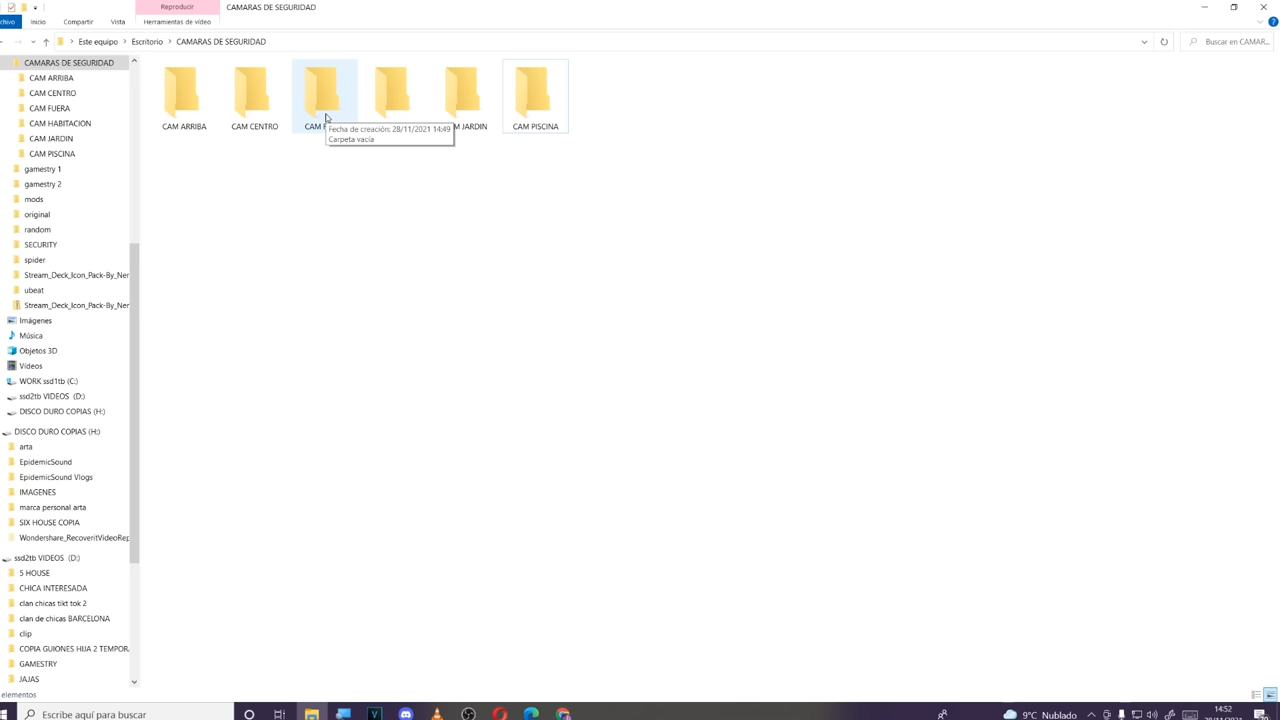 Reproducir
CAMARAS DE SEGURIDAD
chivo
Inicio
Compartir
Vista
Herramientas de vídeo
Este equipo
Escritorio
CAMARAS DE SEGURIDAD
Buscar en CAMAR...
CAMARAS DE SEGURIDAD
CAM ARRIBA
CAM CENTRO
CAM FUERA
CAM HABITACION
CAM JARDIN
CAM PISCINA
gamestry 1
gamestry 2
mods
original
random
SECURITY
spider
Stream_Deck_Icon_Pack-By_Ner
ubeat
Stream_Deck_Icon_Pack-By_Ner
Imágenes
Música
Objetos 3D
Vídeos
WORK ssd1tb (C:)
ssd2tb VIDEOS (D:)
DISCO DURO COPIAS (H:)
DISCO DURO COPIAS (H:)
arta
EpidemicSound
EpidemicSound Vlogs
IMAGENES
marca personal arta
SIX HOUSE COPIA
Wondershare_RecoveritVideoRep
ssd2tb VIDEOS (D:)
5 HOUSE
CHICA INTERESADA
clan chicas tikt tok 2
clan de chicas BARCELONA
clip
COPIA GUIONES HIJA 2 TEMPOR
GAMESTRY
JAJAS
CAM ARRIBA
CAM CENTRO
CAM F
M JARDIN
CAM PISCINA
Fecha de creación: 28/11/2021 14:49
Carpeta vacía
elementos
Escribe aquí para buscar
9°C Nublado
14:52